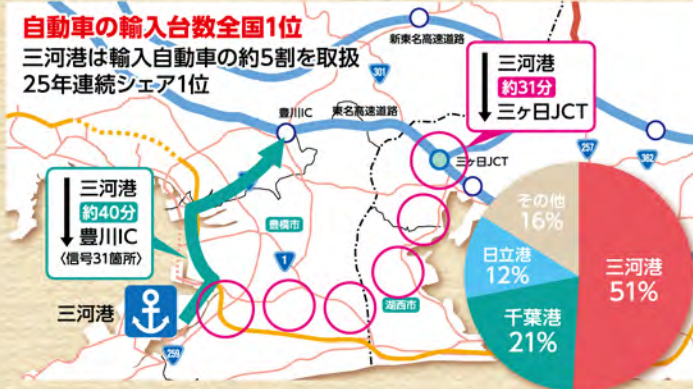 自動車の輸入台数全国1位
三河港は輸入自動車の約5割を取扱
25年連続シェア1位
新東名高速道路
301
豊川IC
東名高速道路
三河港
約31分
三ヶ日JCT
三ヶ日JCT
257
362
三河港
約40分
豊川IC
〈信号31箇所〉
豊橋市
1
湖西市
三河港
259
その他
16%
日立港
12%
千葉港
21%
三河港
51%